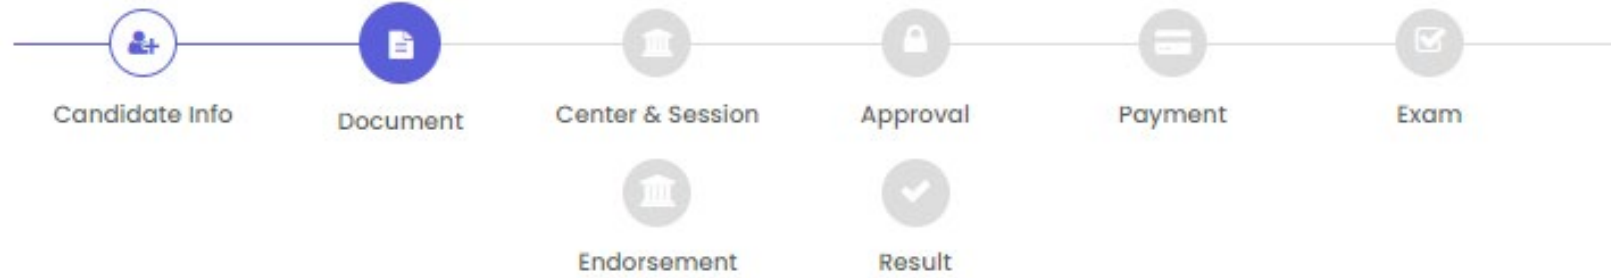 Candidate Info
Document
Center & Session
Approval
Payment
Exam
Endorsement
Result